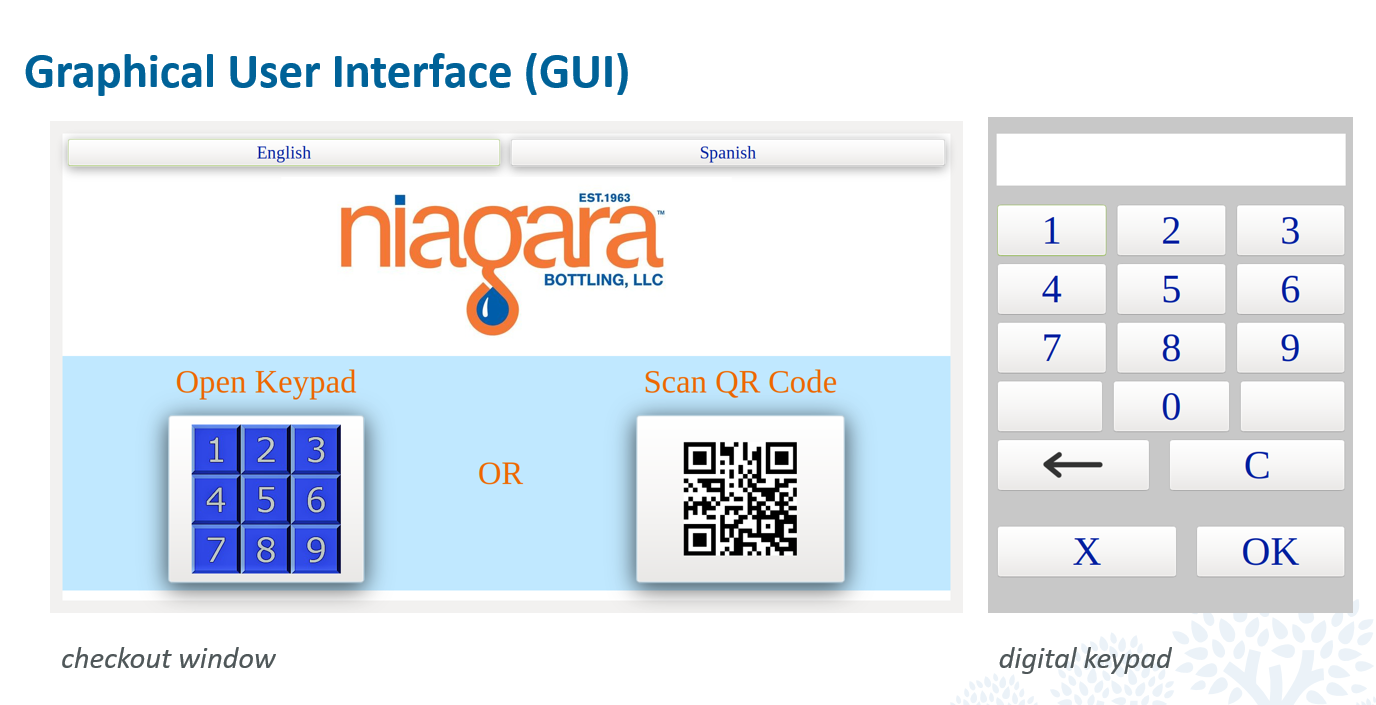 Graphical User Interface (GUI)
English
Spanish
EST.1963
niagara™
BOTTLING, LLC
Open Keypad
Scan QR Code
1 2 3
4 5 6
7 8 9
OR
checkout window
1 2 3
4 5 6
7 8 9
0
← C
X OK
digital keypad